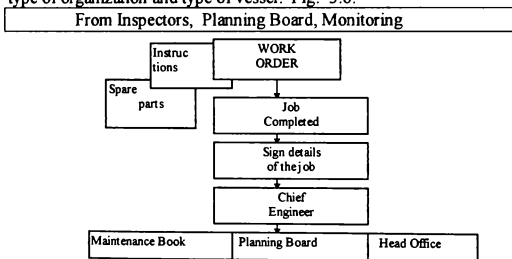 type of organization and type of vessel. Fig. 5.6.
From Inspectors, Planning Board, Monitoring
Instruc
tions
WORK
ORDER
Spare
parts
Job
Completed
Sign details
of the job
Chief
Engineer
Maintenance Book
Planning Board
Head Office